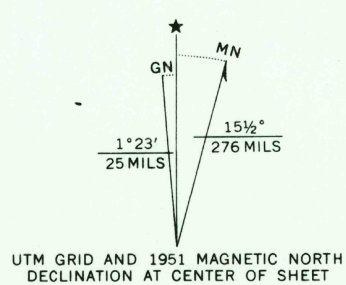 MN
GN
1°23'
25 MILS
15½°
276 MILS
UTM GRID AND 1951 MAGNETIC NORTH
DECLINATION AT CENTER OF SHEET